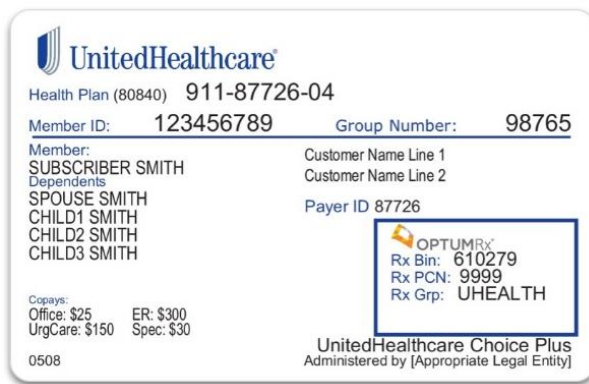 UnitedHealthcare®
Health Plan (80840) 911-87726-04
Member ID: 123456789 Group Number: 98765
Member:
SUBSCRIBER SMITH
Dependents
SPOUSE SMITH
CHILD1 SMITH
CHILD2 SMITH
CHILD3 SMITH
Customer Name Line 1
Customer Name Line 2
Payer ID 87726
OPTUMRx®
Rx Bin: 610279
Rx PCN: 9999
Rx Grp: UHEALTH
Copays:
Office: $25 ER: $300
UrgCare: $150 Spec: $30
UnitedHealthcare Choice Plus
0508 Administered by [Appropriate Legal Entity]